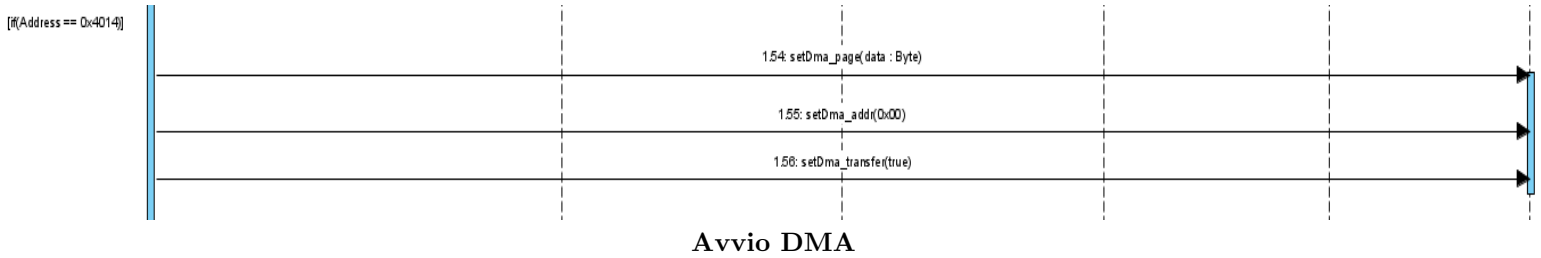 [if(Address == 0x4014)]
1.54: setDma_page(data : Byte)
1.55: setDma_addr(0x00)
1.56: setDma_transfer(true)
Avvio DMA